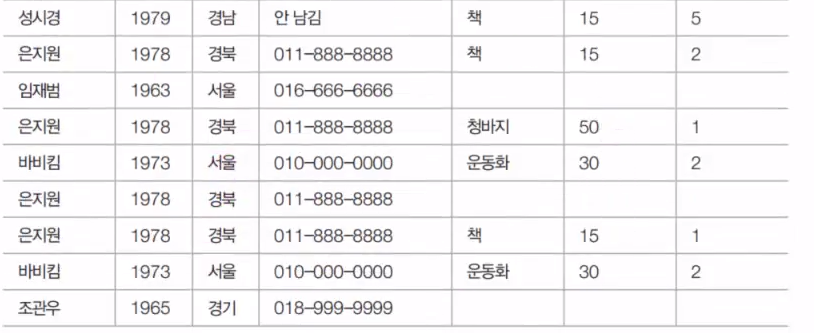 성시경 1979 경남 안 남김 책 15 5
은지원 1978 경북 011-888-8888 책 15 2
임재범 1963 서울 016-666-6666
은지원 1978 경북 011-888-8888 청바지 50 1
바비킴 1973 서울 010-000-0000 운동화 30 2
은지원 1978 경북 011-888-8888
은지원 1978 경북 011-888-8888 책 15 1
바비킴 1973 서울 010-000-0000 운동화 30 2
조관우 1965 경기 018-999-9999